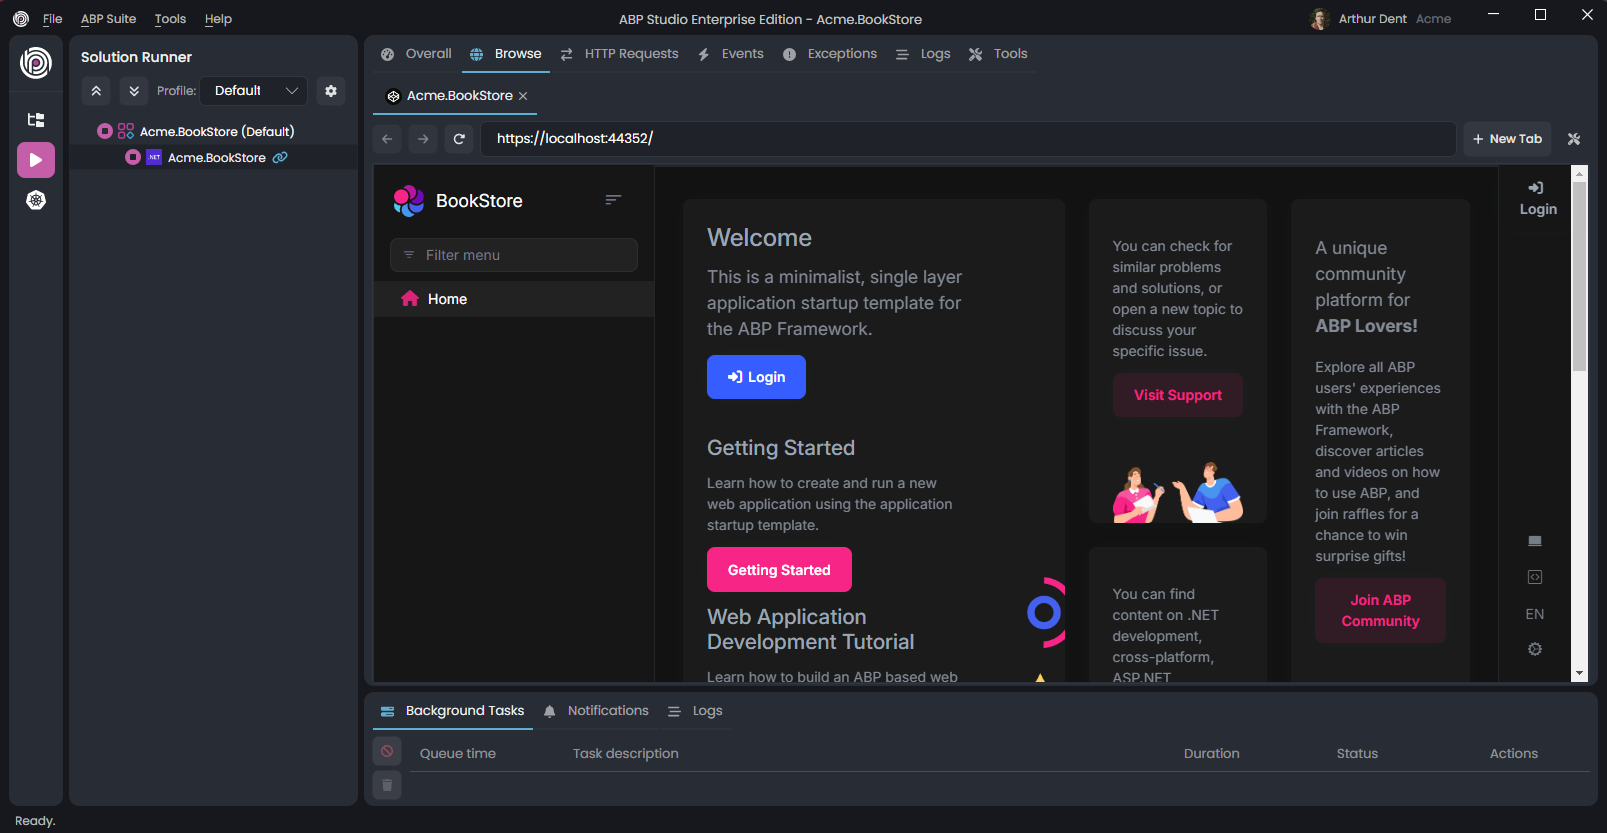 File ABP Suite Tools Help
ABP Studio Enterprise Edition - Acme.BookStore
Arthur Dent Acme
Solution Runner
Profile: Default
Acme.BookStore (Default)
.NET Acme.BookStore
Overall Browse HTTP Requests Events Exceptions Logs Tools
Acme.BookStore
https://localhost:44352/
New Tab
BookStore
Filter menu
Home
Welcome
This is a minimalist, single layer
application startup template for
the ABP Framework.
Login
Getting Started
Learn how to create and run a new
web application using the application
startup template.
Getting Started
Web Application
Development Tutorial
Learn how to build an ABP based web
You can check for
similar problems
and solutions, or
open a new topic to
discuss your
specific issue.
Visit Support
You can find
content on .NET
development,
cross-platform,
ASP.NET
A unique
community
platform for
ABP Lovers!
Explore all ABP
users' experiences
with the ABP
Framework,
discover articles
and videos on how
to use ABP, and
join raffles for a
chance to win
surprise gifts!
Join ABP
Community
Login
EN
Background Tasks Notifications Logs
Queue time Task description Duration Status Actions
Ready.